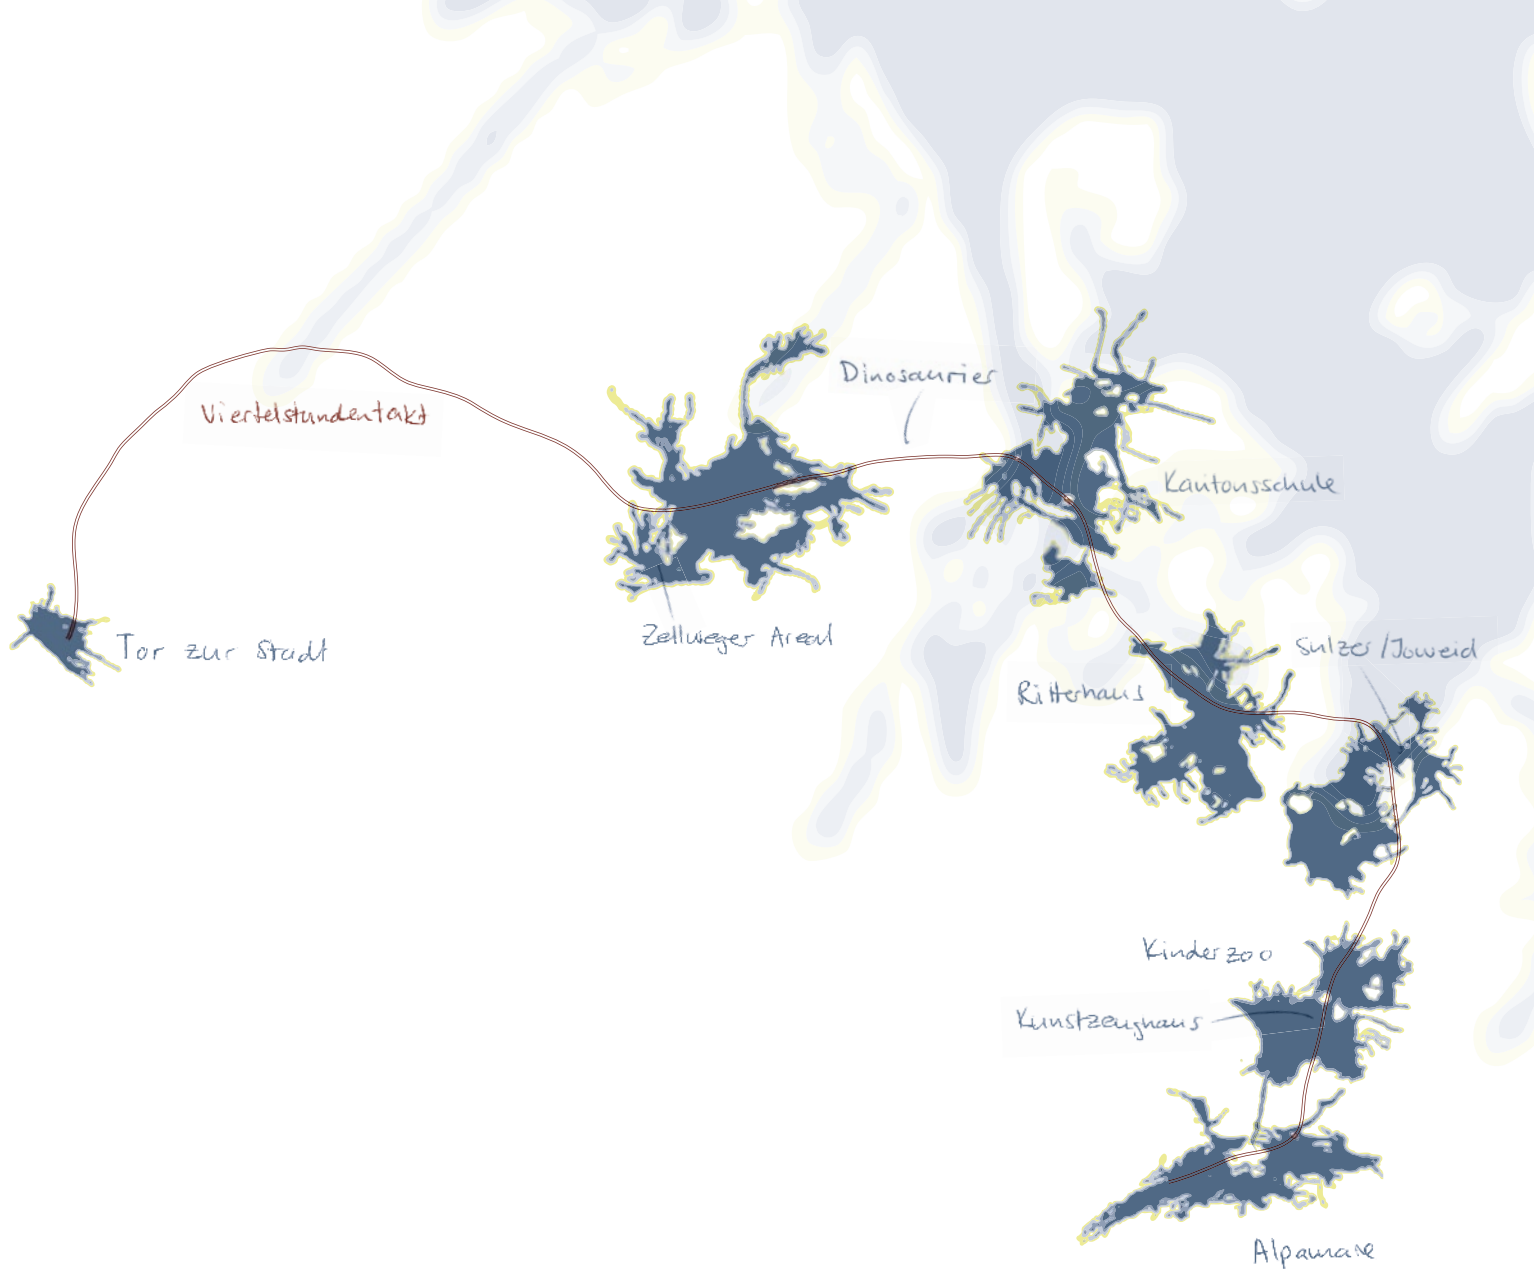 Dinosaurier
Viertelstundentakt
Kantonsschule
Zellweger Areal
Tor zur Stadt
Sulzer/Joweid
Ritterhaus
Kinderzoo
Kunstzeughaus
Alpamare